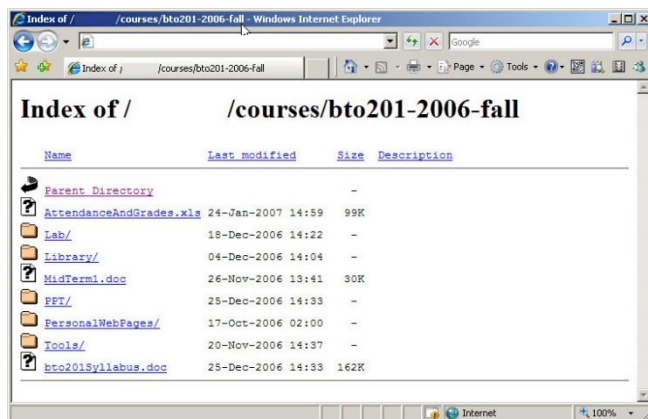 Index of / /courses/bto201-2006-fall - Windows Internet Explorer
Google
Index of / /courses/bto201-2006-fall
Page
Tools
Index of / /courses/bto201-2006-fall
Name Last modified Size Description
Parent Directory -
AttendanceAndGrades.xls 24-Jan-2007 14:59 99K
Lab/ 18-Dec-2006 14:22 -
Library/ 04-Dec-2006 14:04 -
MidTerm1.doc 26-Nov-2006 13:41 30K
PPT/ 25-Dec-2006 14:33 -
PersonalWebPages/ 17-Oct-2006 02:00 -
Tools/ 20-Nov-2006 14:37 -
bto201Syllabus.doc 25-Dec-2006 14:33 162K
Internet 100%